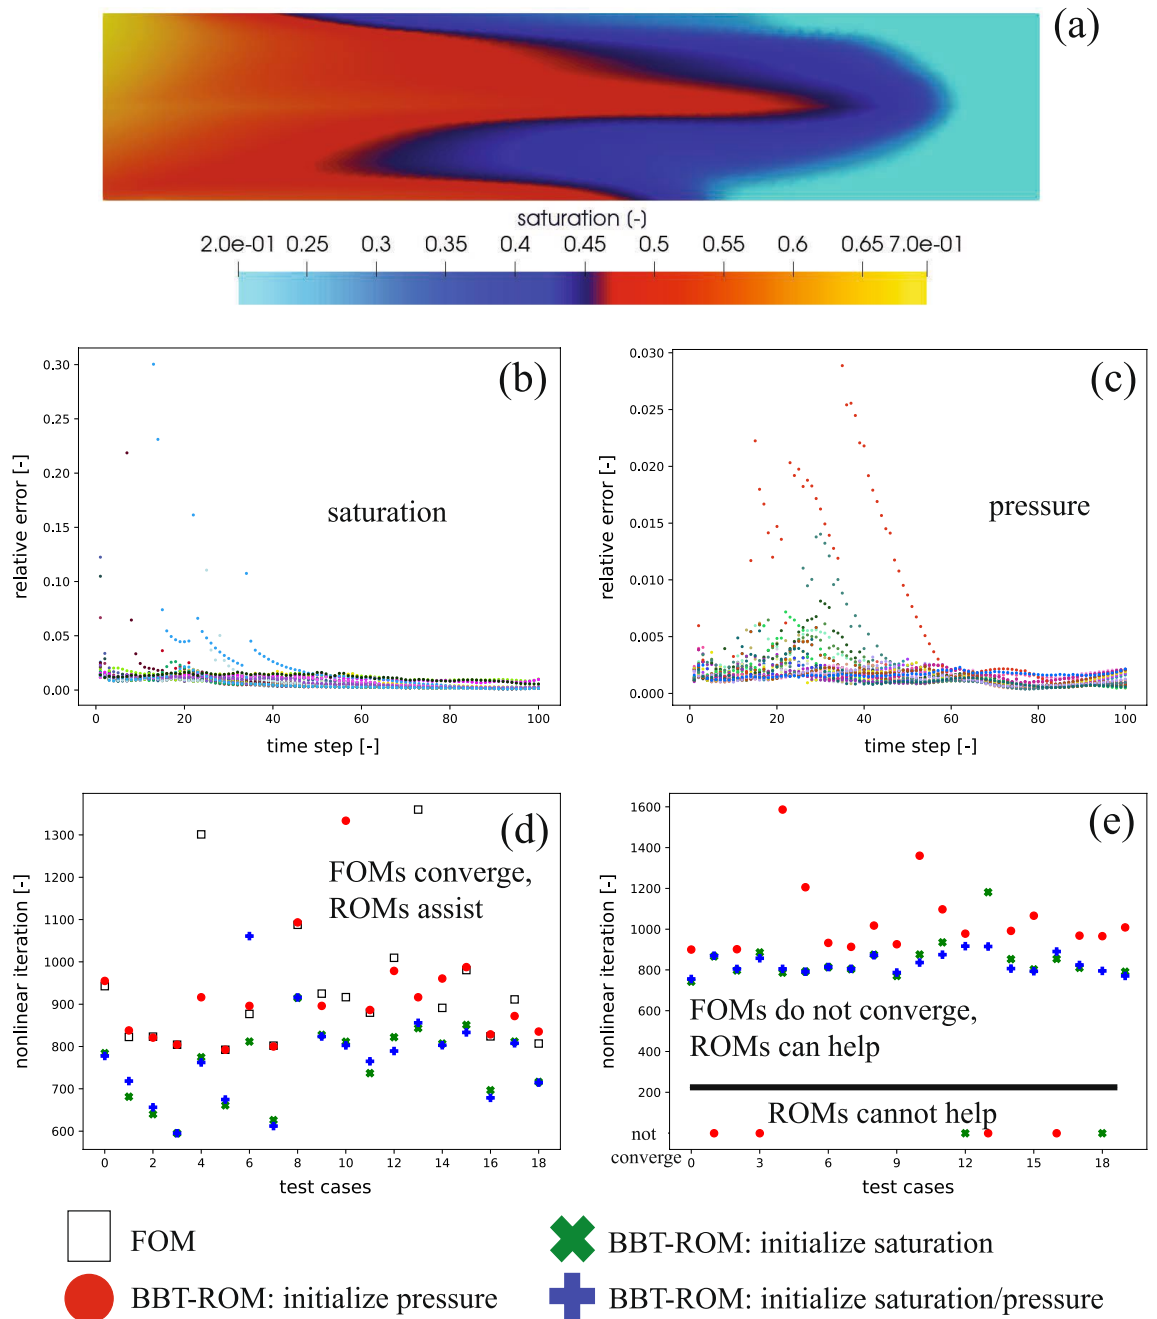 (a)
saturation (-)
2.0e-01 0.25 0.3 0.35 0.4 0.45 0.5 0.55 0.6 0.65 7.0e-01
(b)
0.30
0.25
0.20
0.15
0.10
0.05
0.00
relative error [-]
saturation
0 20 40 60 80 100
time step [-]
(c)
0.030
0.025
0.020
0.015
0.010
0.005
0.000
relative error [-]
pressure
0 20 40 60 80 100
time step [-]
(d)
1300
1200
1100
1000
900
800
700
600
nonlinear iteration [-]
FOMs converge,
ROMs assist
0 2 4 6 8 10 12 14 16 18
test cases
(e)
1600
1400
1200
1000
800
600
400
200
not
converge
nonlinear iteration [-]
FOMs do not converge,
ROMs can help
ROMs cannot help
0 3 6 9 12 15 18
test cases
FOM
BBT-ROM: initialize saturation
BBT-ROM: initialize pressure
BBT-ROM: initialize saturation/pressure